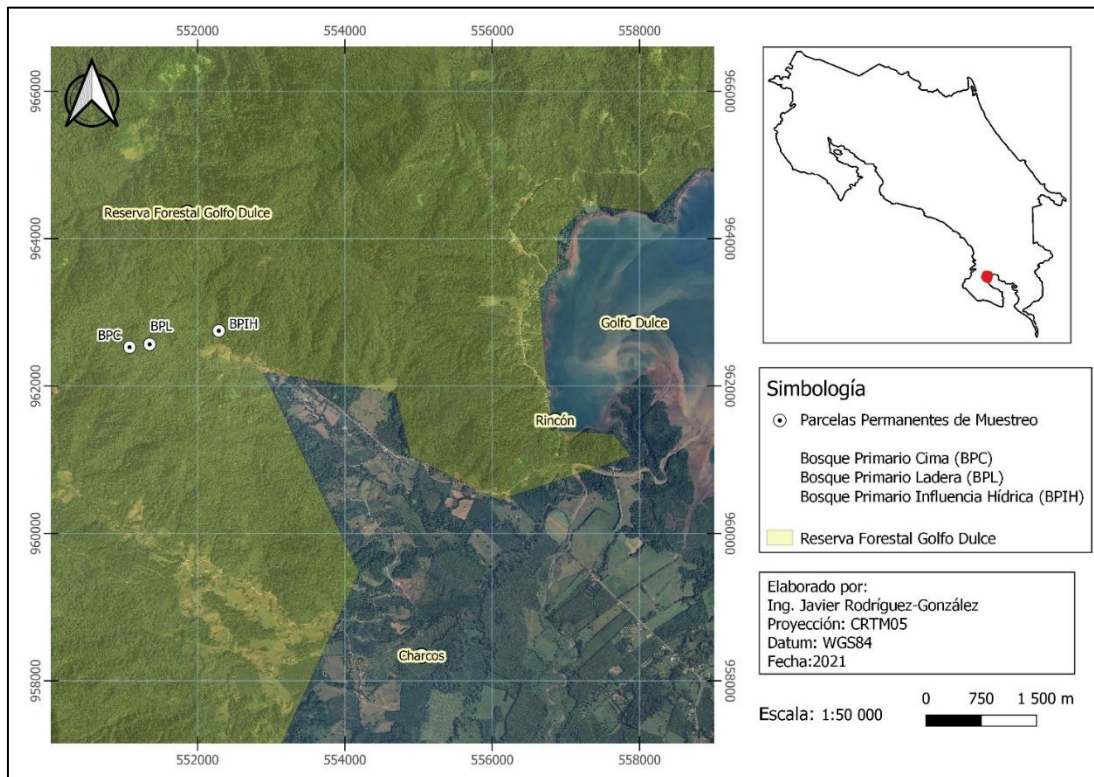 552000 554000 556000 558000
966000
966000
964000
964000
962000
962000
960000
960000
958000
958000
Reserva Forestal Golfo Dulce
BPC
BPL
BPIH
Golfo Dulce
Rincón
Charcos
552000 554000 556000 558000
Simbología
Parcelas Permanentes de Muestreo
Bosque Primario Cima (BPC)
Bosque Primario Ladera (BPL)
Bosque Primario Influencia Hídrica (BPIH)
Reserva Forestal Golfo Dulce
Elaborado por:
Ing. Javier Rodríguez-González
Proyección: CRTM05
Datum: WGS84
Fecha:2021
Escala: 1:50 000
0 750 1 500 m